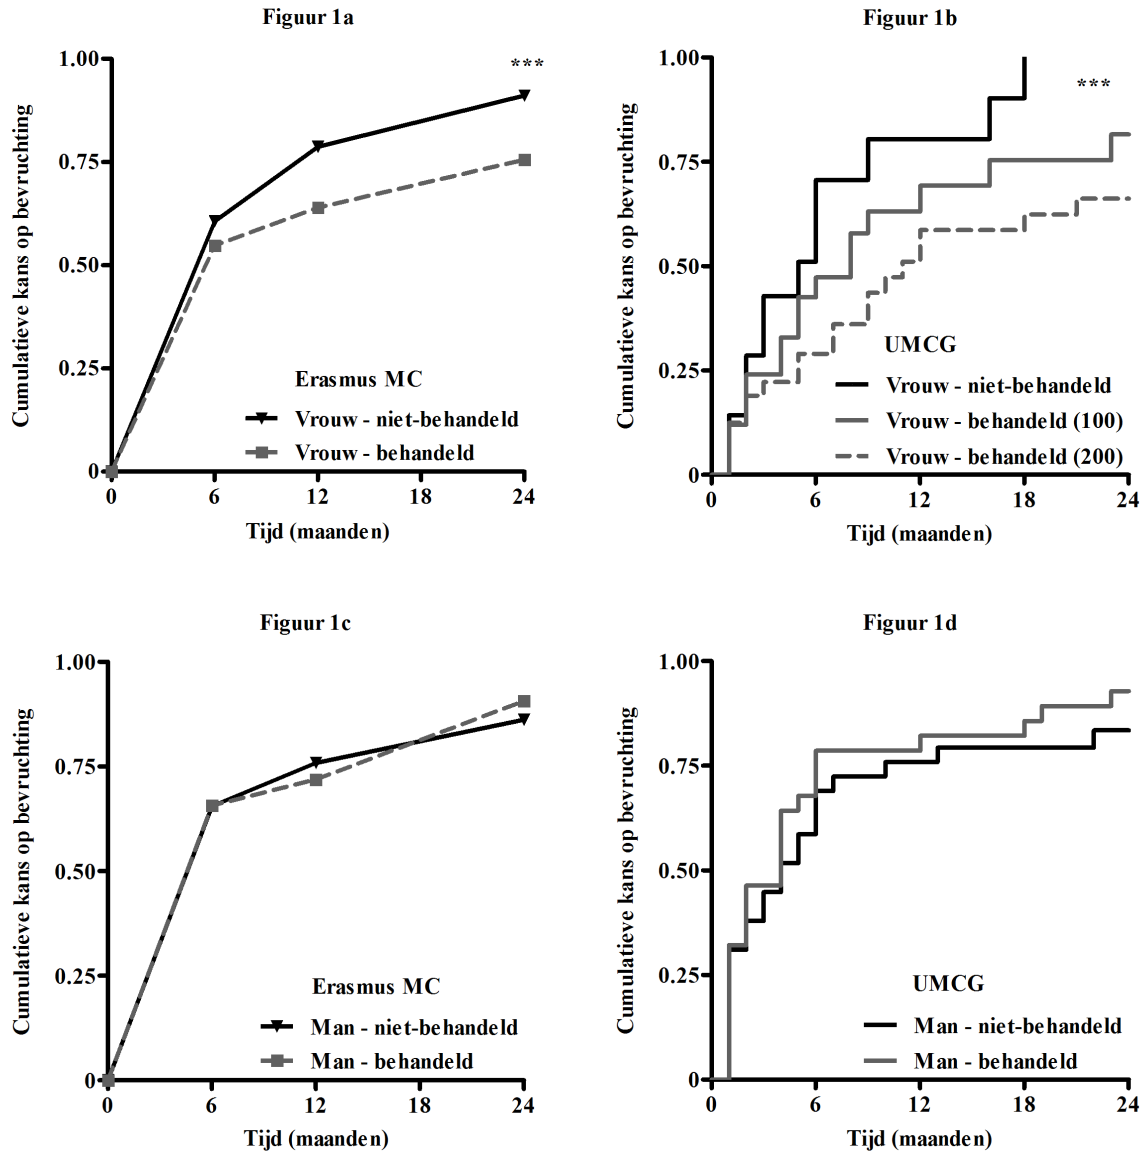 Figuur 1a
1.00
0.75
0.50
0.25
0
0 6 12 18 24
Cumulatieve kans op bevruchting
Tijd (maanden)
***
Erasmus MC
Vrouw - niet-behandeld
Vrouw - behandeld
Figuur 1b
1.00
0.75
0.50
0.25
0
0 6 12 18 24
Cumulatieve kans op bevruchting
Tijd (maanden)
***
UMCG
Vrouw - niet-behandeld
Vrouw - behandeld (100)
Vrouw - behandeld (200)
Figuur 1c
1.00
0.75
0.50
0.25
0
0 6 12 18 24
Cumulatieve kans op bevruchting
Tijd (maanden)
Erasmus MC
Man - niet-behandeld
Man - behandeld
Figuur 1d
1.00
0.75
0.50
0.25
0
0 6 12 18 24
Cumulatieve kans op bevruchting
Tijd (maanden)
UMCG
Man - niet-behandeld
Man - behandeld